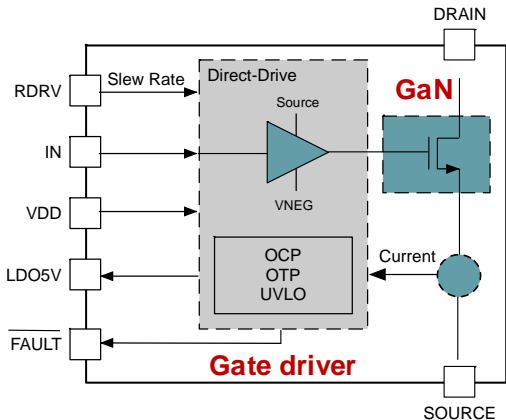 DRAIN
RDRV
Slew Rate
Direct-Drive
GaN
Source
IN
VNEG
VDD
OCP
OTP
UVLO
Current
LDO5V
FAULT
Gate driver
SOURCE